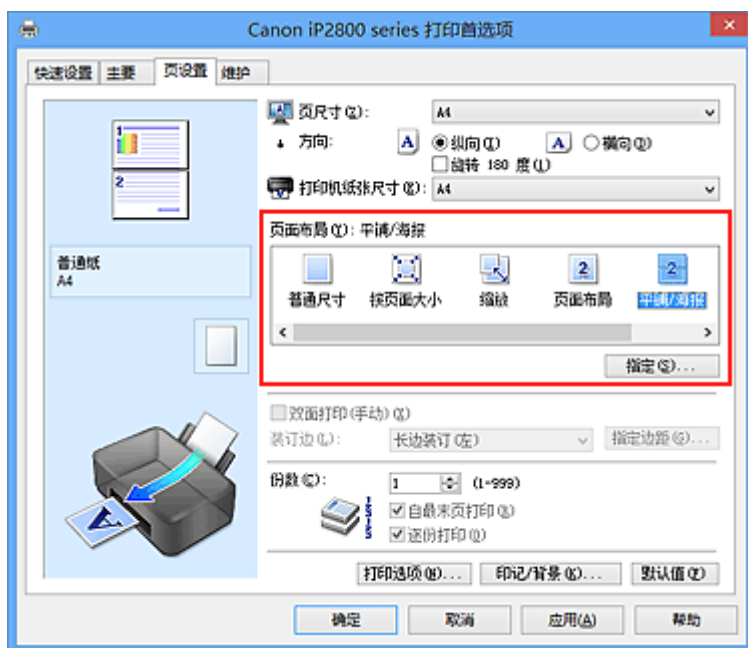 Canon iP2800 series 打印首选项
快速设置 主要 页设置 维护
页尺寸(Z): A4
方向: A 纵向(T) A 横向(D)
旋转 180 度(L)
打印机纸张尺寸(R): A4
页面布局(Y): 平铺/海报
普通尺寸 按页面大小 缩放 页面布局 平铺/海报
指定(S)...
普通纸
A4
双面打印(手动)(X)
装订边(L): 长边装订(左) 指定边距(G)...
份数(C): 1 (1-999)
自最末页打印(B)
逐份打印(O)
打印选项(N)... 印记/背景(K)... 默认值(F)
确定 取消 应用(A) 帮助